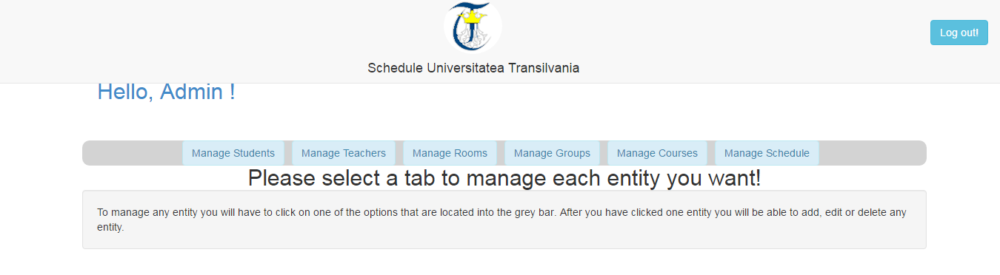 Log out!
Schedule Universitatea Transilvania
Hello, Admin !
Manage Students Manage Teachers Manage Rooms Manage Groups Manage Courses Manage Schedule
Please select a tab to manage each entity you want!
To manage any entity you will have to click on one of the options that are located into the grey bar. After you have clicked one entity you will be able to add, edit or delete any
entity.